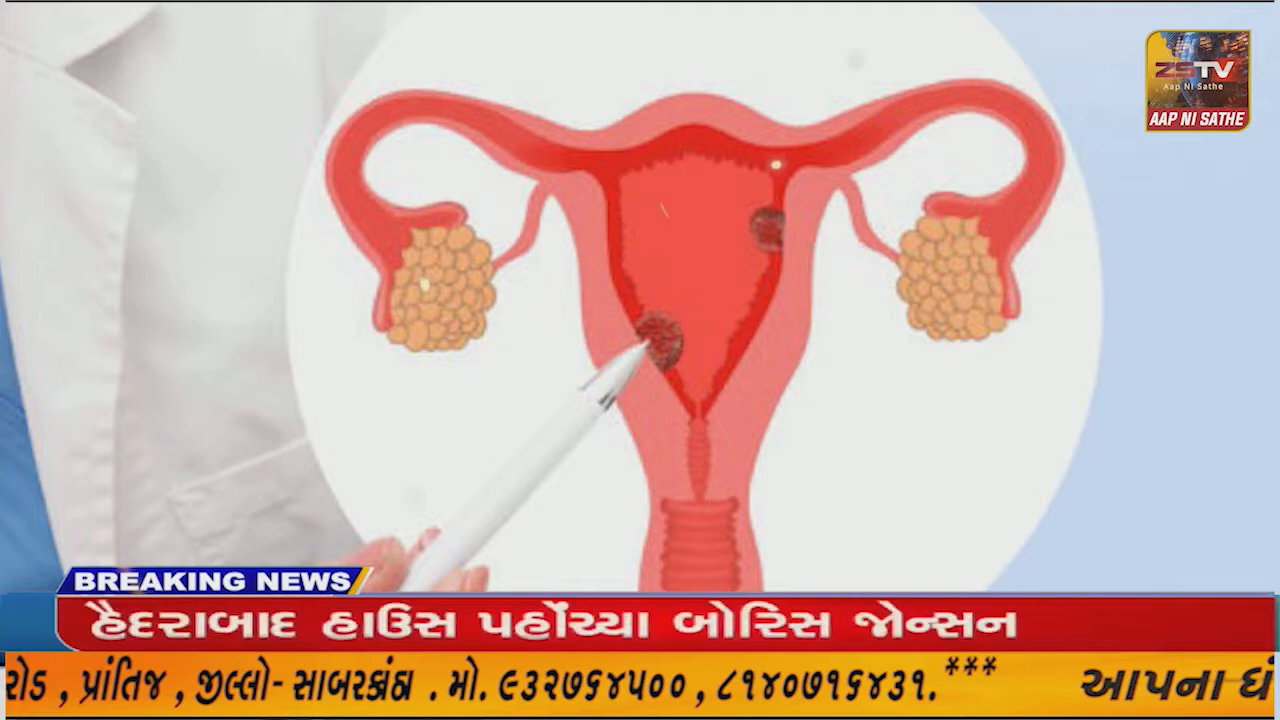 ZSTV
Aap Ni Sathe
AAP NI SATHE
BREAKING NEWS
હૈદરાબાદ હાઉસ પહોંચ્યા બોરિસ જોન્સન
રોડ , પ્રાંતિજ , જીલ્લો- સાબરકાંઠા . મો. ૯૩૨૭૬૪૫૦૦ , ૮૧૪૦૭૧૬૪૩૧.*** આપના ધં